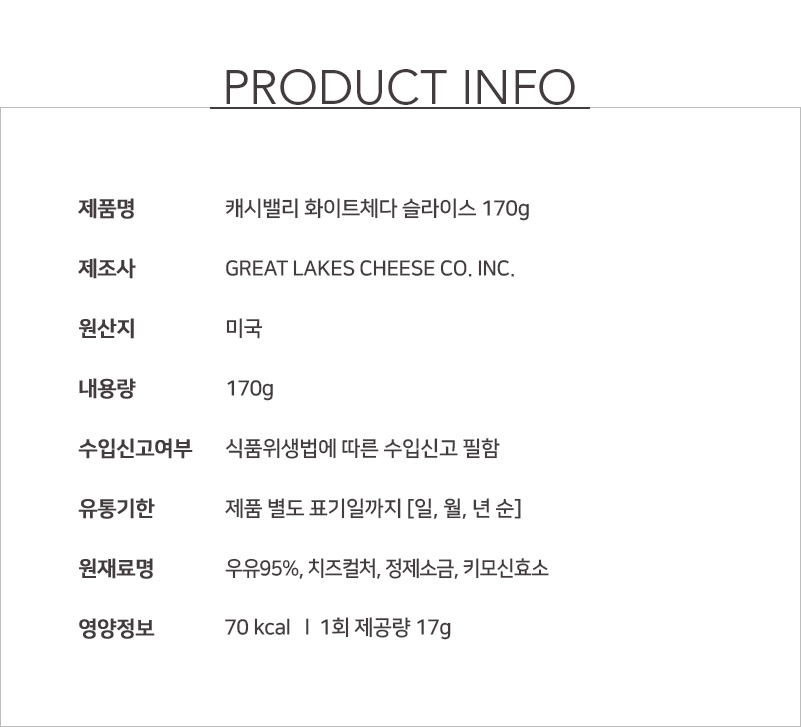 PRODUCT INFO
제품명 캐시밸리 화이트체다 슬라이스 170g
제조사 GREAT LAKES CHEESE CO. INC.
원산지 미국
내용량 170g
수입신고여부 식품위생법에 따른 수입신고 필함
유통기한 제품 별도 표기일까지 [일, 월, 년 순]
원재료명 우유95%, 치즈컬처, 정제소금, 키모신효소
영양정보 70 kcal ㅣ 1회 제공량 17g